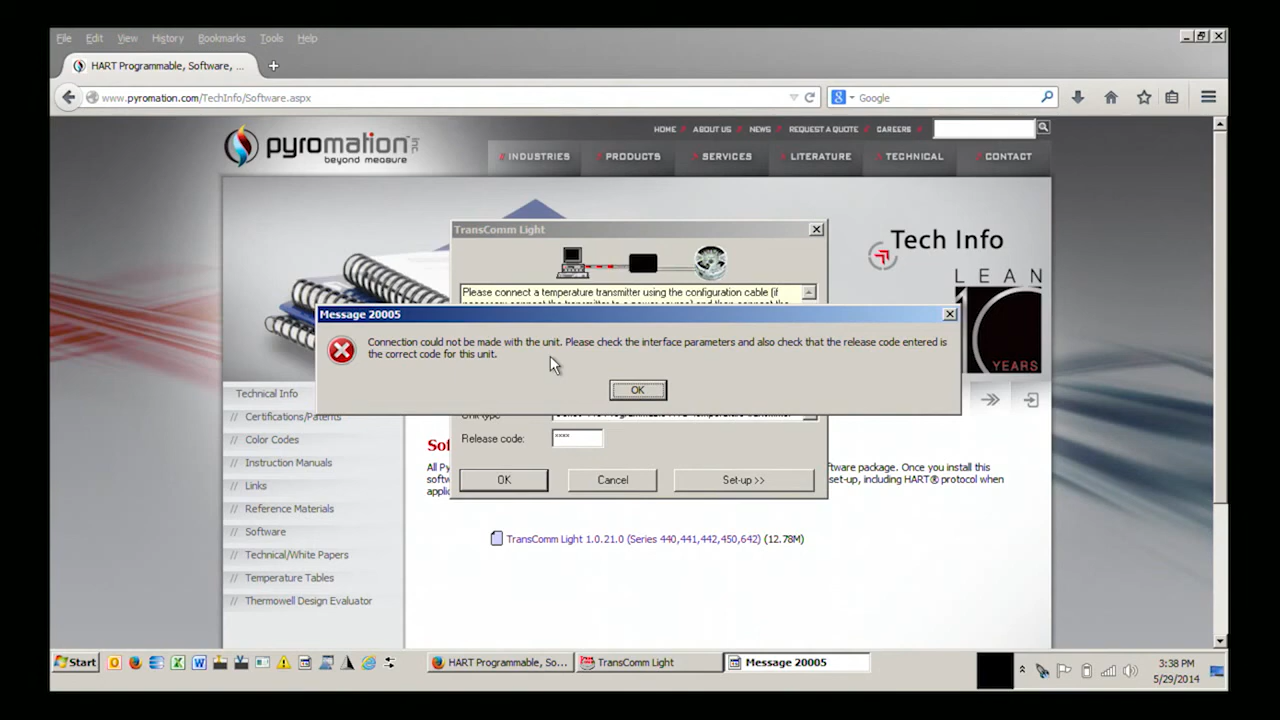 File Edit View History Bookmarks Tools Help
HART Programmable, Software, ...
www.pyromation.com/TechInfo/Software.aspx
Google
HOME ABOUT US NEWS REQUEST A QUOTE CAREERS
pyromation inc
beyond measure
// INDUSTRIES // PRODUCTS // SERVICES // LITERATURE // TECHNICAL // CONTACT
TransComm Light
Tech Info
LEAN
10
YEARS
Please connect a temperature transmitter using the configuration cable (if
Message 20005
Connection could not be made with the unit. Please check the interface parameters and also check that the release code entered is
the correct code for this unit.
OK
Technical Info
// Certifications/Patents
// Color Codes
// Instruction Manuals
// Links
// Reference Materials
// Software
// Technical/White Papers
// Temperature Tables
// Thermowell Design Evaluator
Release code: ****
OK Cancel Set-up >>
Sof
All Py
softw
applic
ftware package. Once you install this
set-up, including HART® protocol when
TransComm Light 1.0.21.0 (Series 440,441,442,450,642) (12.78M)
Start
HART Programmable, So...
TransComm Light
Message 20005
3:38 PM
5/29/2014